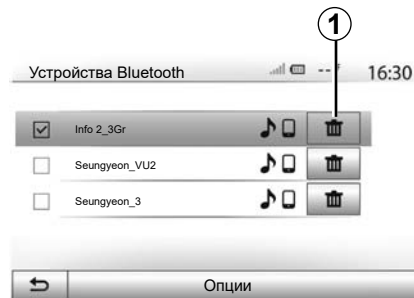 1
Устройства Bluetooth -- ° 16:30
Info 2_3Gr
Seungyeon_VU2
Seungyeon_3
Опции